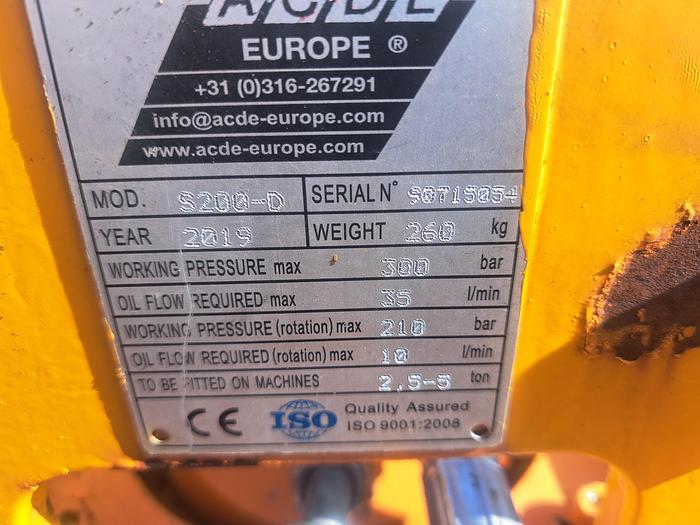 ACDE
EUROPE ®
+31 (0)316-267291
info@acde-europe.com
www.acde-europe.com
MOD. S200-D SERIAL N° S0715054
YEAR 2019 WEIGHT 260 kg
WORKING PRESSURE max 300 bar
OIL FLOW REQUIRED max 35 l/min
WORKING PRESSURE (rotation) max 210 bar
OIL FLOW REQUIRED (rotation) max 10 l/min
TO BE FITTED ON MACHINES 2,5-5 ton
CE ISO Quality Assured
ISO 9001:2008